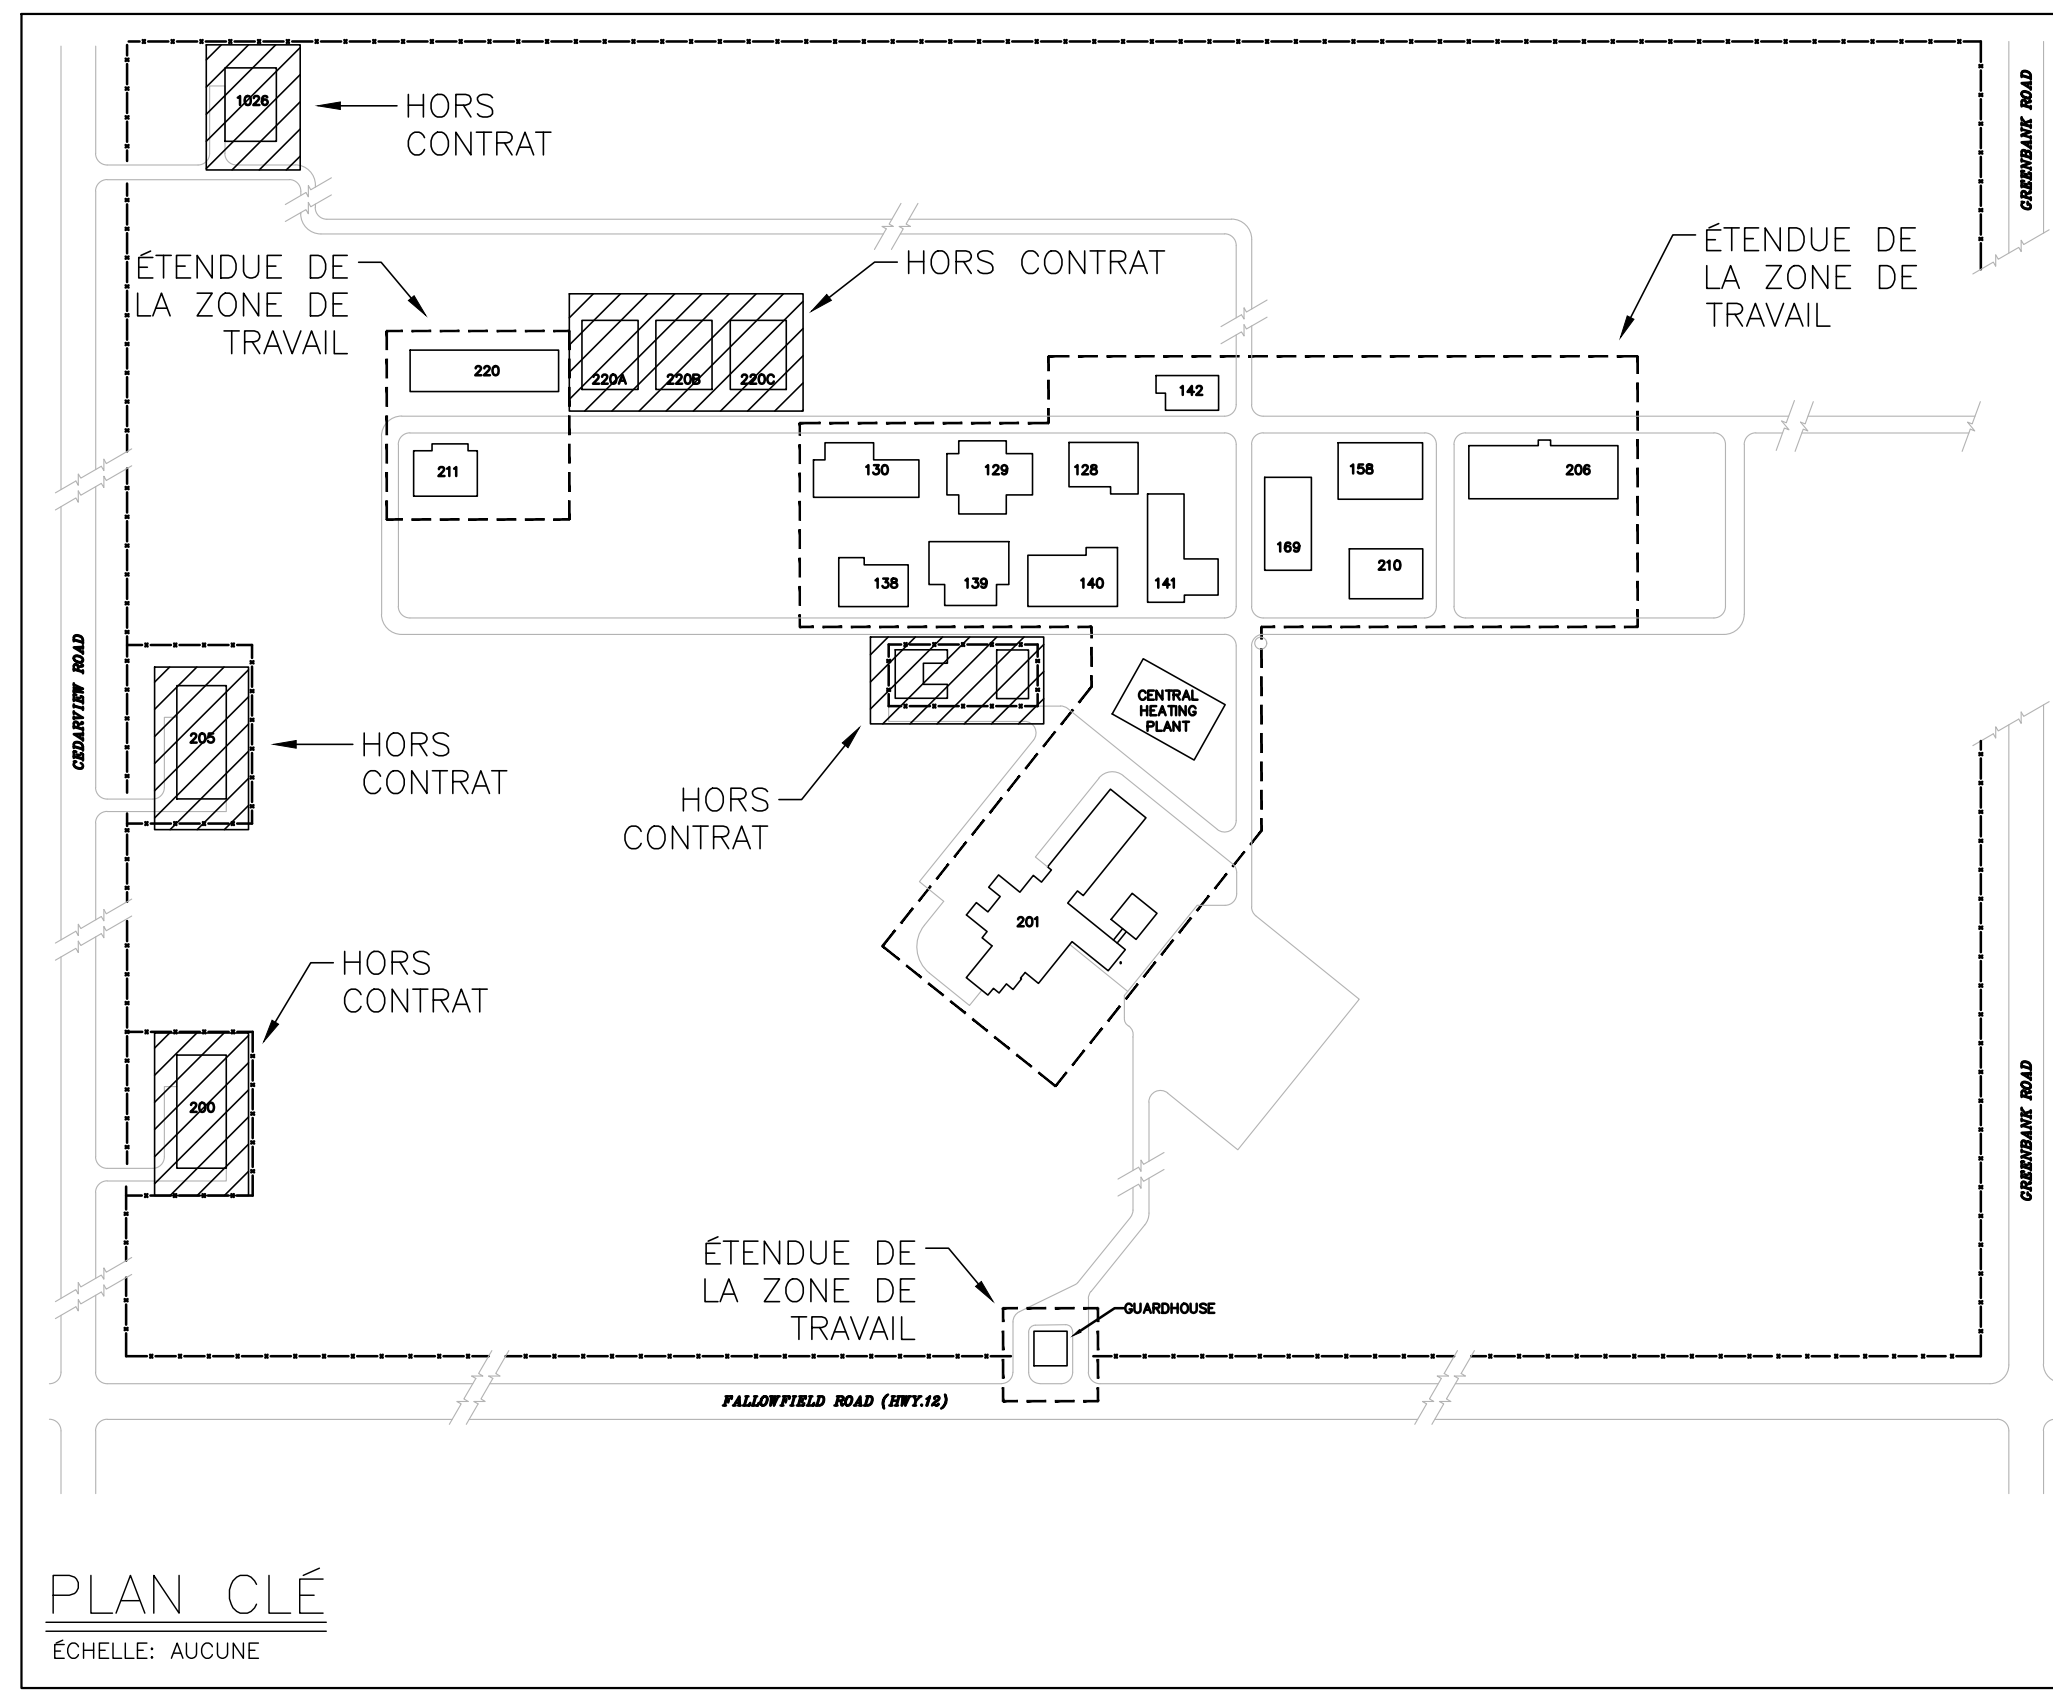 1026
HORS
CONTRAT
GREENBANK ROAD
ÉTENDUE DE
LA ZONE DE
TRAVAIL
HORS CONTRAT
ÉTENDUE DE
LA ZONE DE
TRAVAIL
220
220A
220B
220C
142
211
130
129
128
158
206
169
210
138
139
140
141
CEDARVIEW ROAD
205
HORS
CONTRAT
CENTRAL
HEATING
PLANT
HORS
CONTRAT
201
HORS
CONTRAT
200
GREENBANK ROAD
ÉTENDUE DE
LA ZONE DE
TRAVAIL
GUARDHOUSE
FALLOWFIELD ROAD (HWY.12)
PLAN CLÉ
ÉCHELLE: AUCUNE